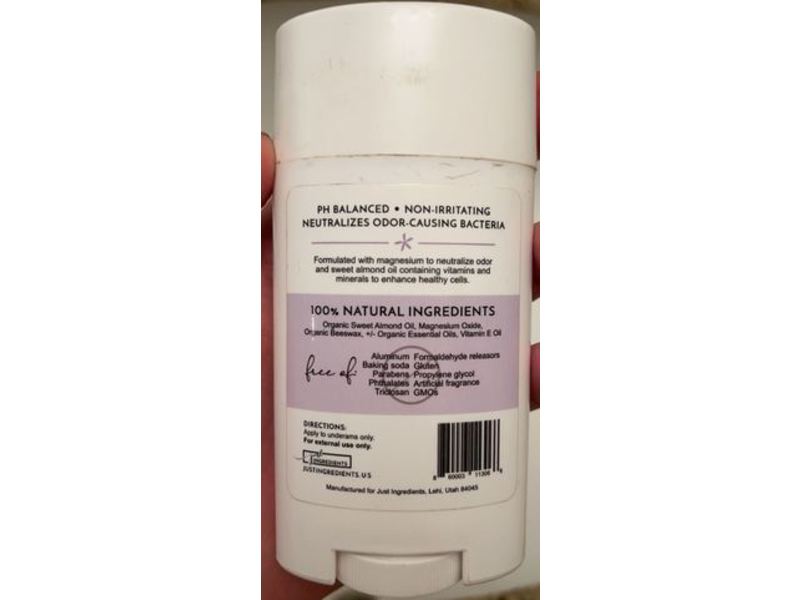 PH BALANCED • NON-IRRITATING
NEUTRALIZES ODOR-CAUSING BACTERIA
Formulated with magnesium to neutralize odor
and sweet almond oil containing vitamins and
minerals to enhance healthy cells.
100% NATURAL INGREDIENTS
Organic Sweet Almond Oil, Magnesium Oxide,
Organic Beeswax, +/- Organic Essential Oils, Vitamin E Oil
free of:
Aluminum Formaldehyde releasors
Baking soda Gluten
Parabens Propylene glycol
Phthalates Artificial fragrance
Triclosan GMOs
DIRECTIONS:
Apply to underarms only.
For external use only.
INGREDIENTS
JUSTINGREDIENTS.US
Manufactured for Just Ingredients, Lehi, Utah 84045